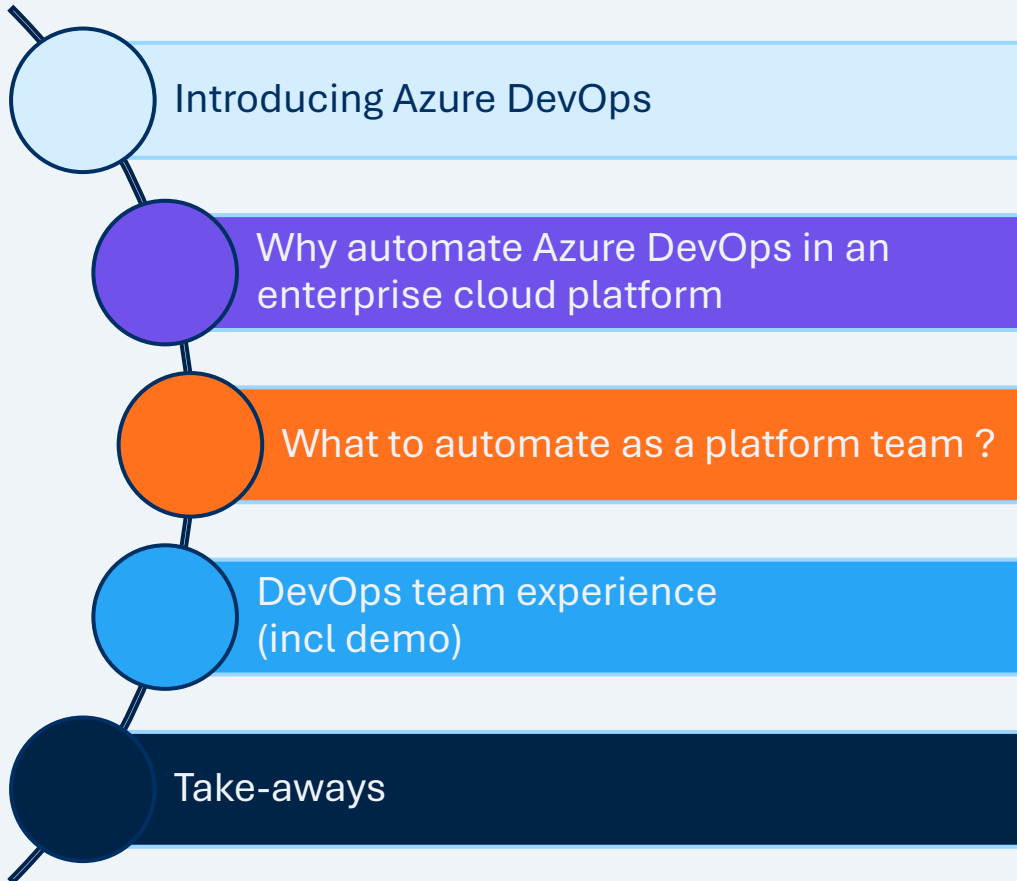 Introducing Azure DevOps
Why automate Azure DevOps in an
enterprise cloud platform
What to automate as a platform team ?
DevOps team experience
(incl demo)
Take-aways